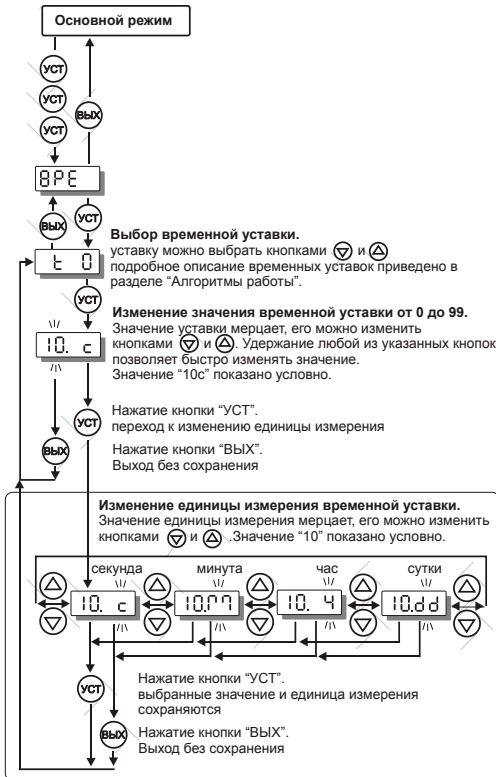 Основной режим
УСТ
УСТ
ВЫХ
УСТ
ВРЕ
ВЫХ
УСТ
Выбор временной уставки.
уставку можно выбрать кнопками и
подробное описание временных уставок приведено в
разделе “Алгоритмы работы”.
t 0
УСТ
Изменение значения временной уставки от 0 до 99.
Значение уставки мерцает, его можно изменить
кнопками и . Удержание любой из указанных кнопок
позволяет быстро изменять значение.
Значение “10с” показано условно.
10. с
Нажатие кнопки “УСТ”.
УСТ
переход к изменению единицы измерения
Нажатие кнопки “ВЫХ”.
ВЫХ
Выход без сохранения
Изменение единицы измерения временной уставки.
Значение единицы измерения мерцает, его можно изменить
кнопками и .Значение “10” показано условно.
секунда минута час сутки
10. с 10.М 10. Ч 10.dd
Нажатие кнопки “УСТ”.
УСТ
выбранные значение и единица измерения
сохраняются
Нажатие кнопки “ВЫХ”.
ВЫХ
Выход без сохранения